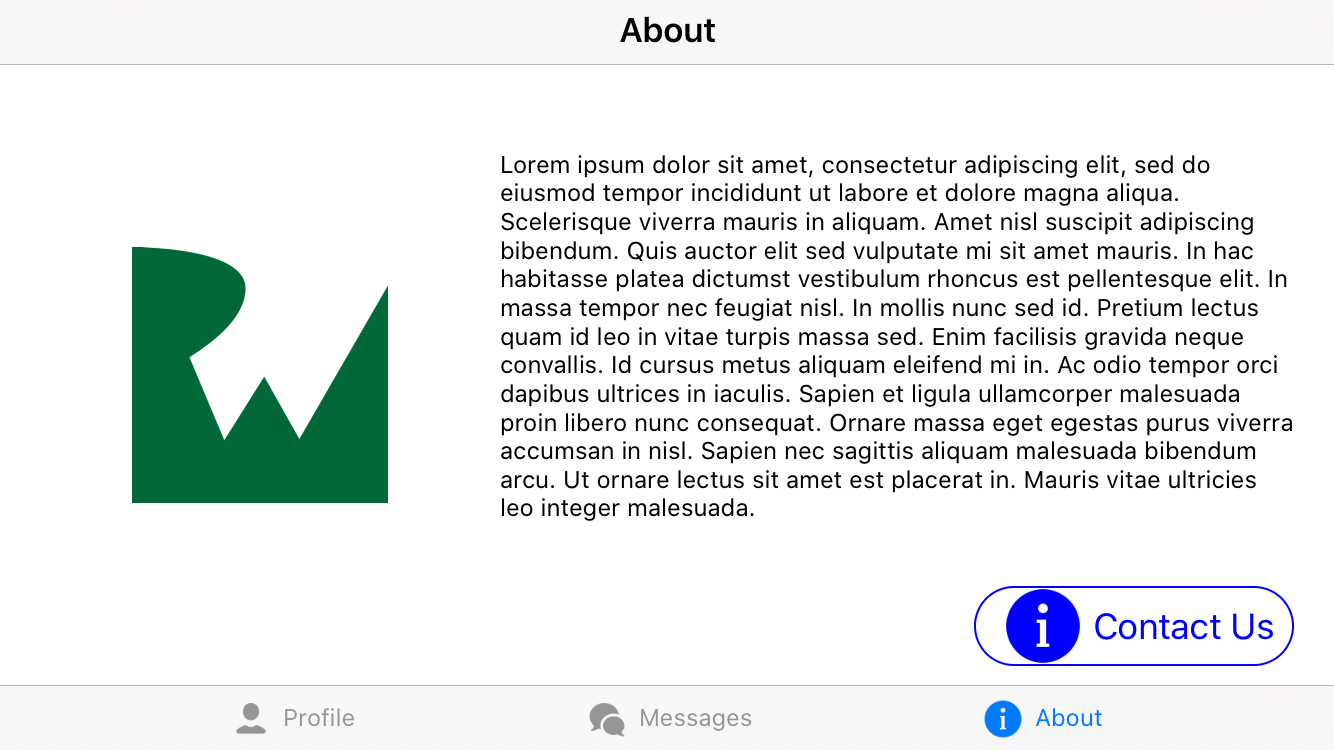 About
Lorem ipsum dolor sit amet, consectetur adipiscing elit, sed do
eiusmod tempor incididunt ut labore et dolore magna aliqua.
Scelerisque viverra mauris in aliquam. Amet nisl suscipit adipiscing
bibendum. Quis auctor elit sed vulputate mi sit amet mauris. In hac
habitasse platea dictumst vestibulum rhoncus est pellentesque elit. In
massa tempor nec feugiat nisl. In mollis nunc sed id. Pretium lectus
quam id leo in vitae turpis massa sed. Enim facilisis gravida neque
convallis. Id cursus metus aliquam eleifend mi in. Ac odio tempor orci
dapibus ultrices in iaculis. Sapien et ligula ullamcorper malesuada
proin libero nunc consequat. Ornare massa eget egestas purus viverra
accumsan in nisl. Sapien nec sagittis aliquam malesuada bibendum
arcu. Ut ornare lectus sit amet est placerat in. Mauris vitae ultricies
leo integer malesuada.
i Contact Us
Profile
Messages
i About